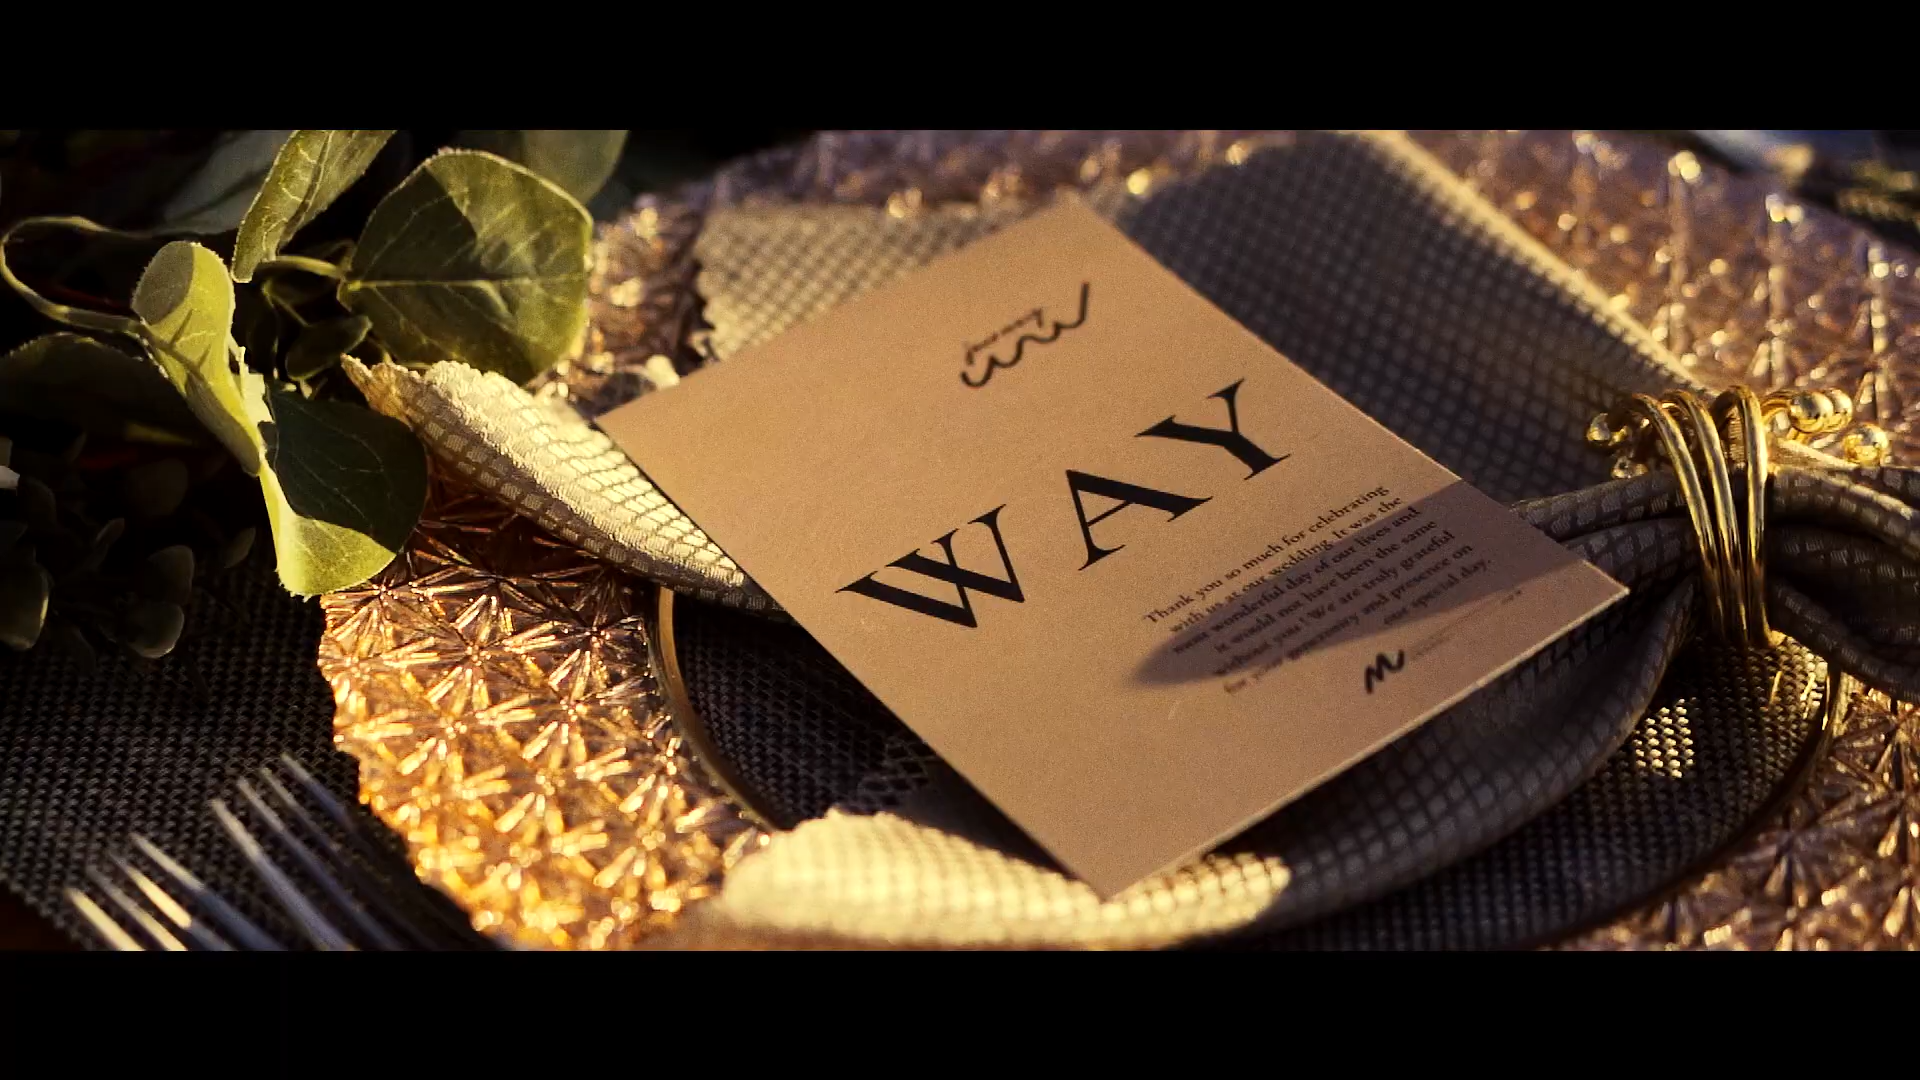 WAY
Thank you so much for celebrating
with us at our wedding. It was the
most wonderful day of our lives and
it would not have been the same
without you! We are truly grateful
for your generosity and presence on
our special day.